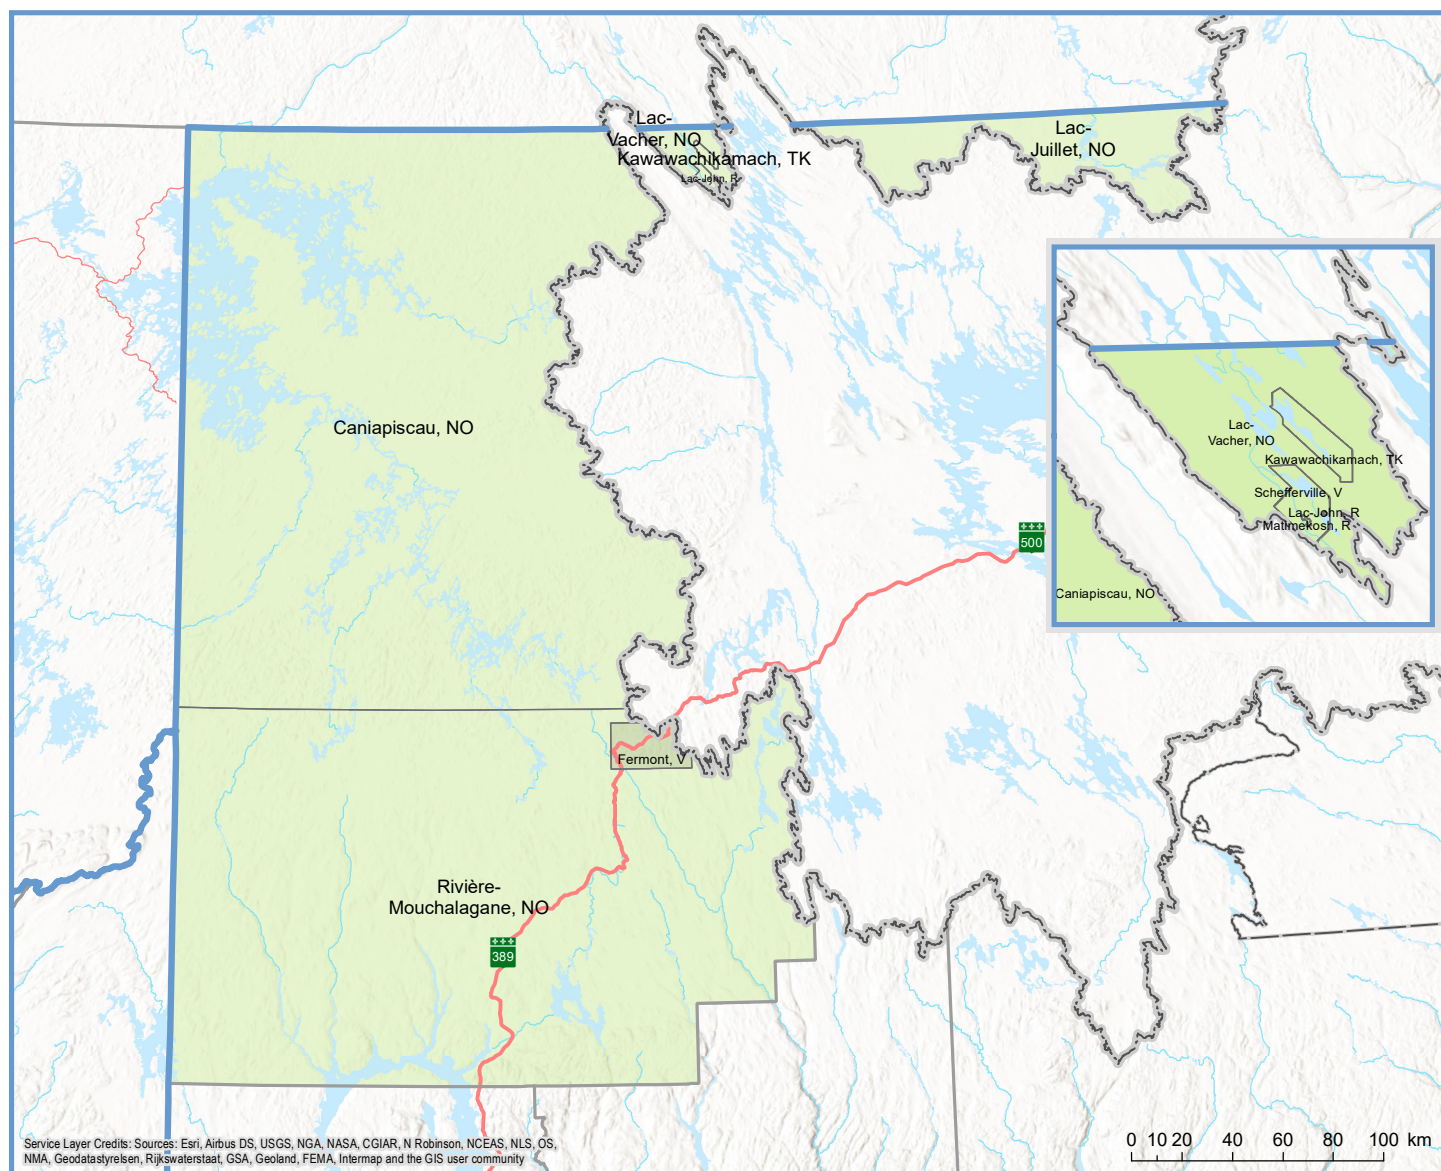 Lac-
Vacher, NO
Kawawachikamach, TK
Lac-John, R
Lac-
Juillet, NO
Caniapiscau, NO
Lac-
Vacher, NO
Kawawachikamach, TK
Schefferville, V
Lac-John, R
Matimekosh, R
Caniapiscau, NO
500
Fermont, V
Rivière-
Mouchalagane, NO
389
Service Layer Credits: Sources: Esri, Airbus DS, USGS, NGA, NASA, CGIAR, N Robinson, NCEAS, NLS, OS,
NMA, Geodatastyrelsen, Rijkswaterstaat, GSA, Geoland, FEMA, Intermap and the GIS user community
0 10 20 40 60 80 100 km